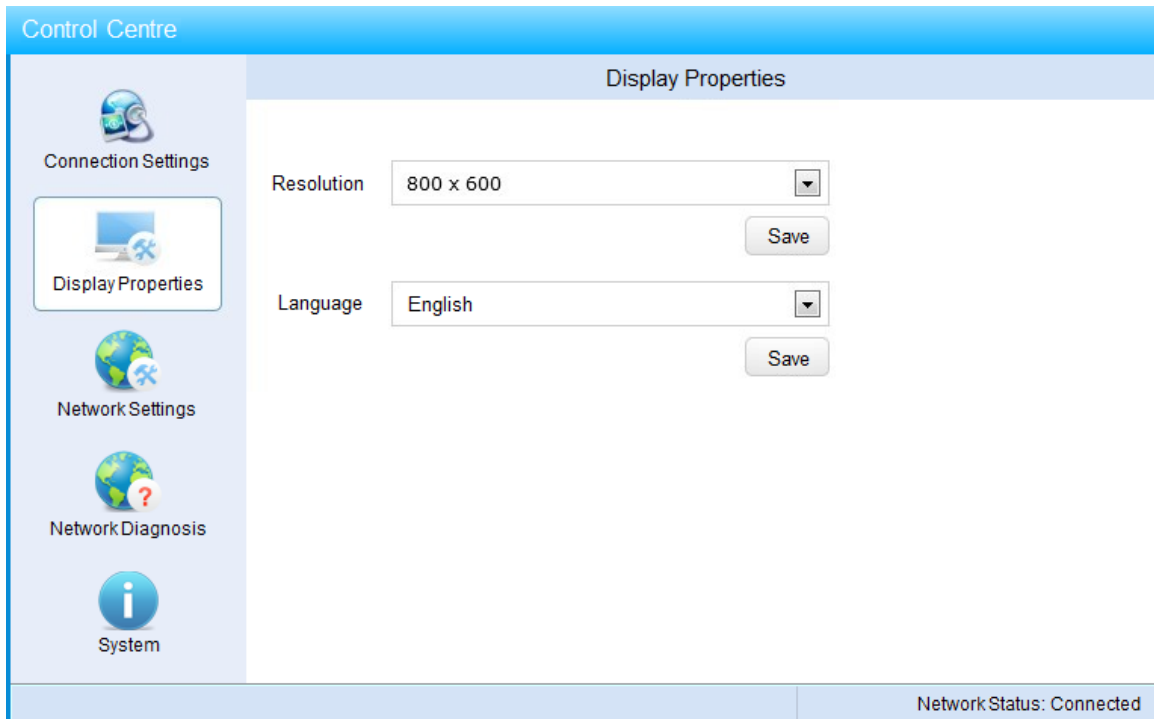 Control Centre
Display Properties
Connection Settings
Display Properties
Network Settings
Network Diagnosis
System
Resolution
800 x 600
Save
Language
English
Save
Network Status: Connected